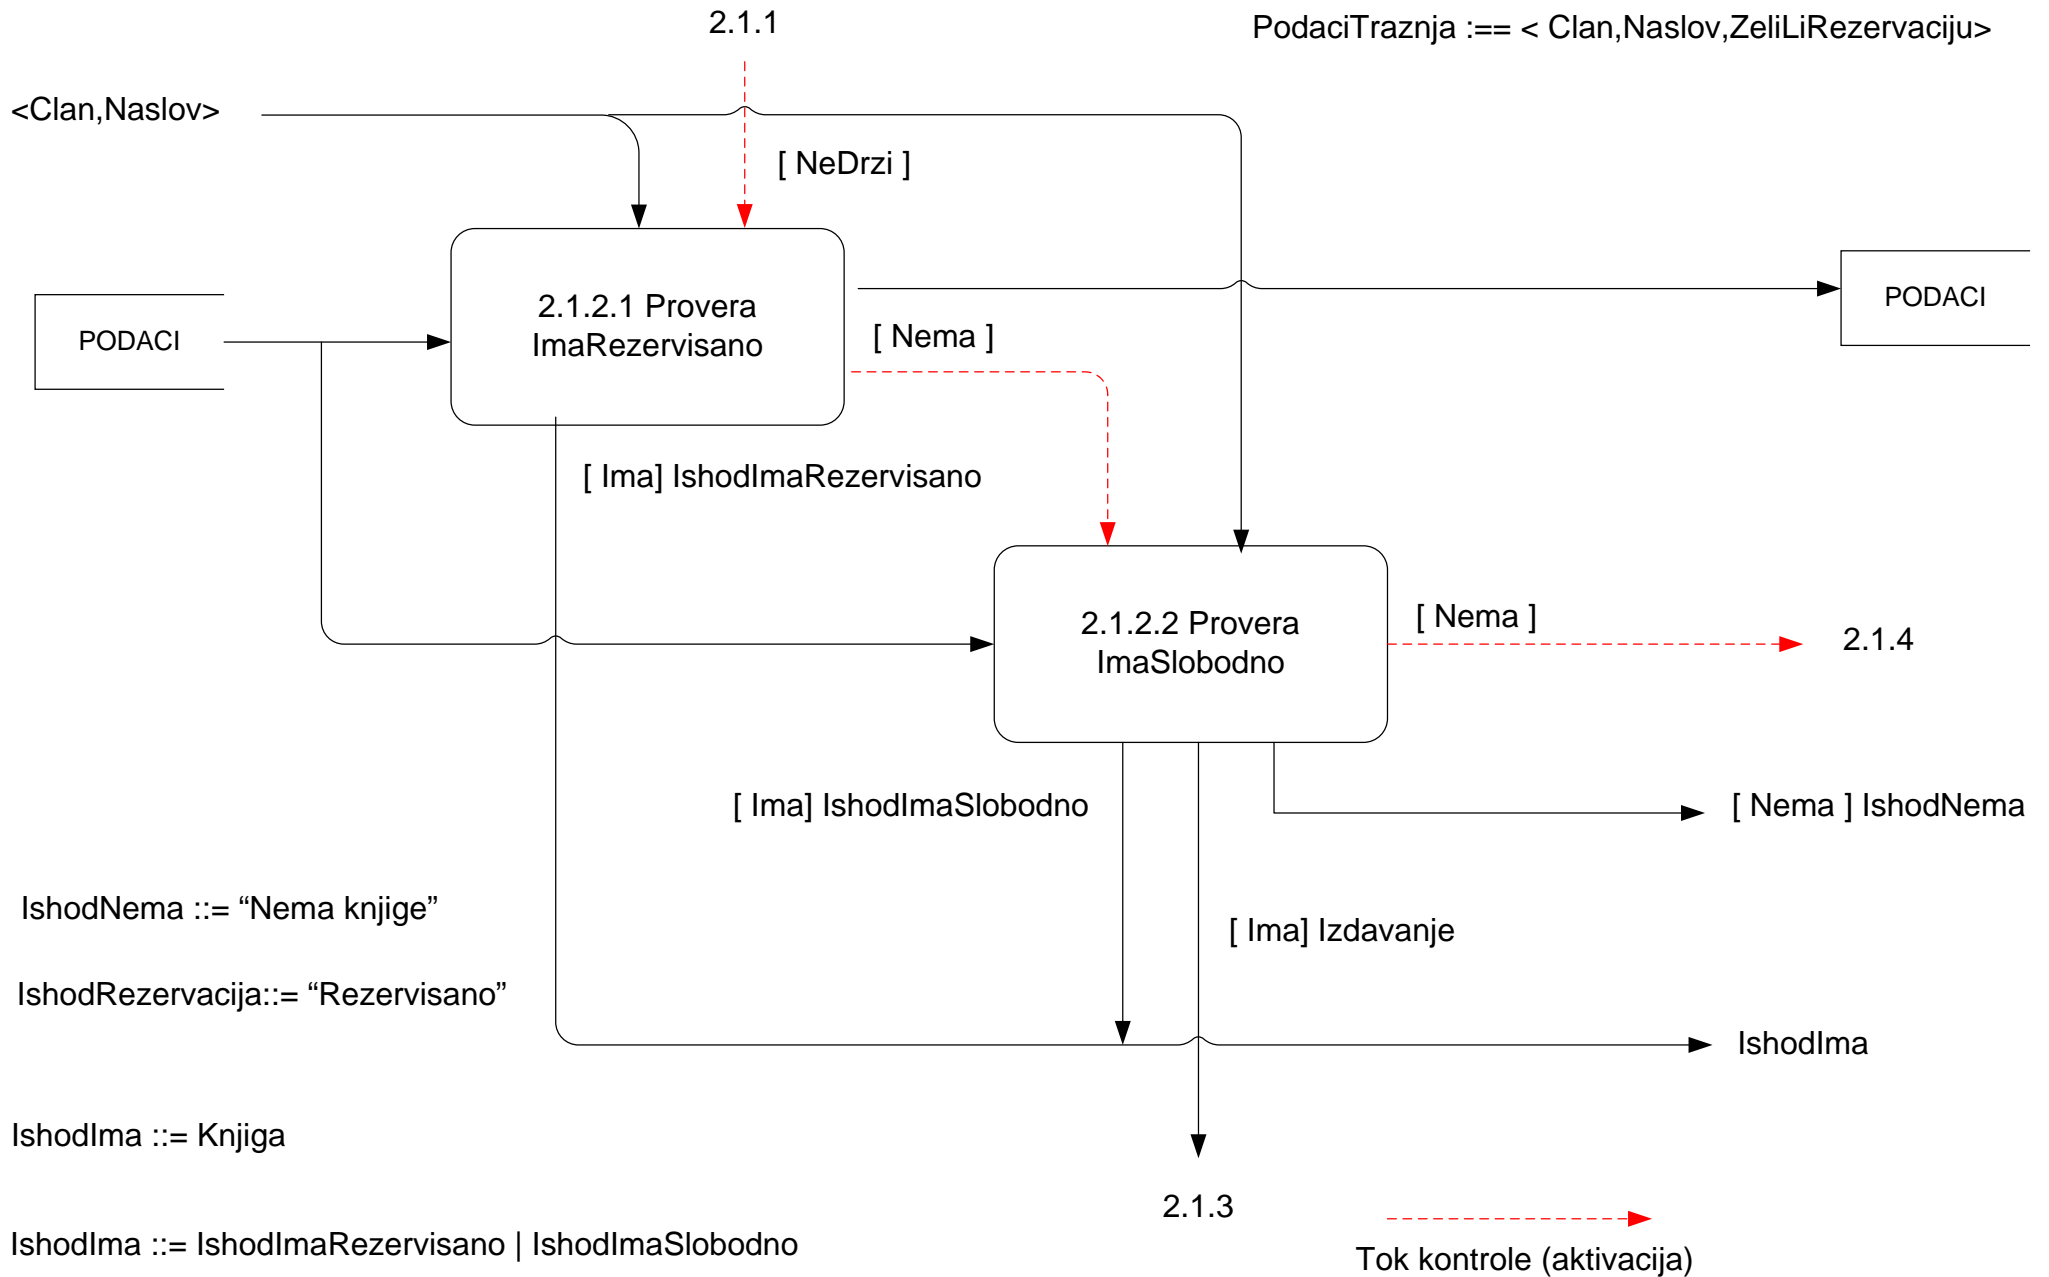 2.1.1
PodaciTraznja :== < Clan,Naslov,ZeliLiRezervaciju>
<Clan,Naslov>
[ NeDrzi ]
2.1.2.1 Provera
ImaRezervisano
PODACI
PODACI
[ Nema ]
[ Ima] IshodImaRezervisano
2.1.2.2 Provera
ImaSlobodno
[ Nema ]
2.1.4
[ Ima] IshodImaSlobodno
[ Nema ] IshodNema
IshodNema ::= “Nema knjige”
[ Ima] Izdavanje
IshodRezervacija::= “Rezervisano”
IshodIma
IshodIma ::= Knjiga
2.1.3
IshodIma ::= IshodImaRezervisano | IshodImaSlobodno
Tok kontrole (aktivacija)